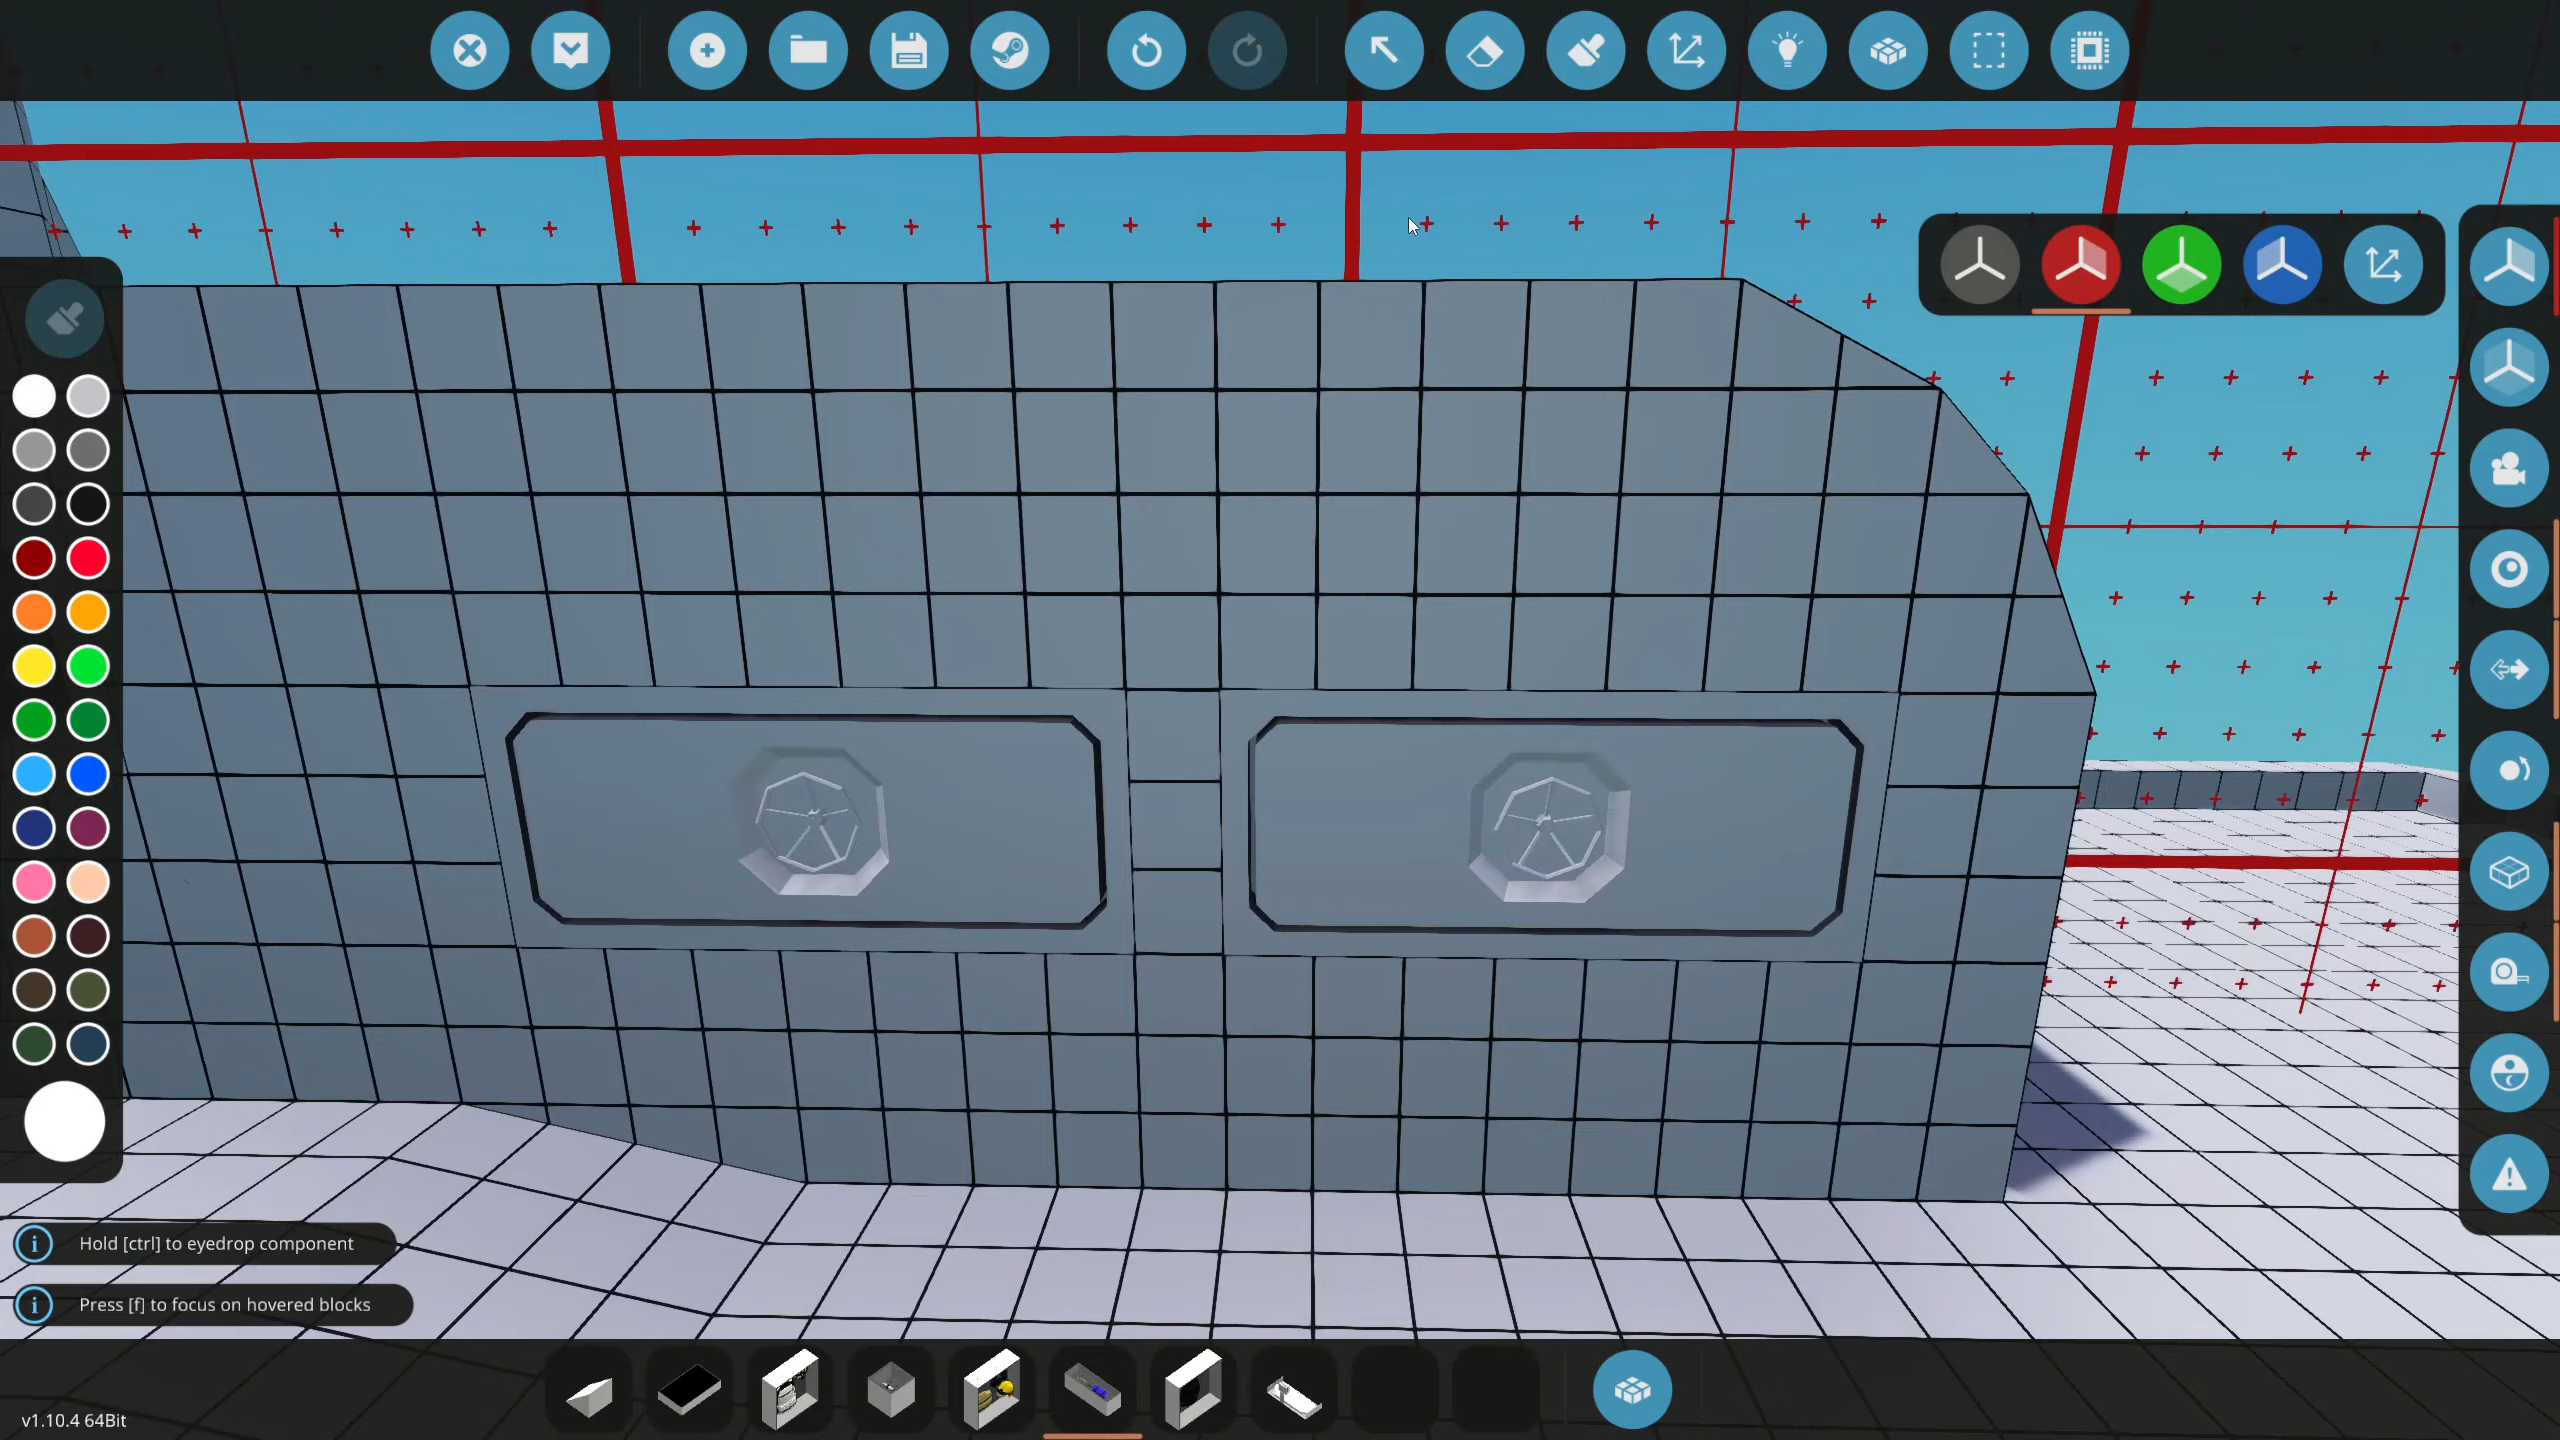 Hold [ctrl] to eyedrop component
Press [f] to focus on hovered blocks
v1.10.4 64Bit